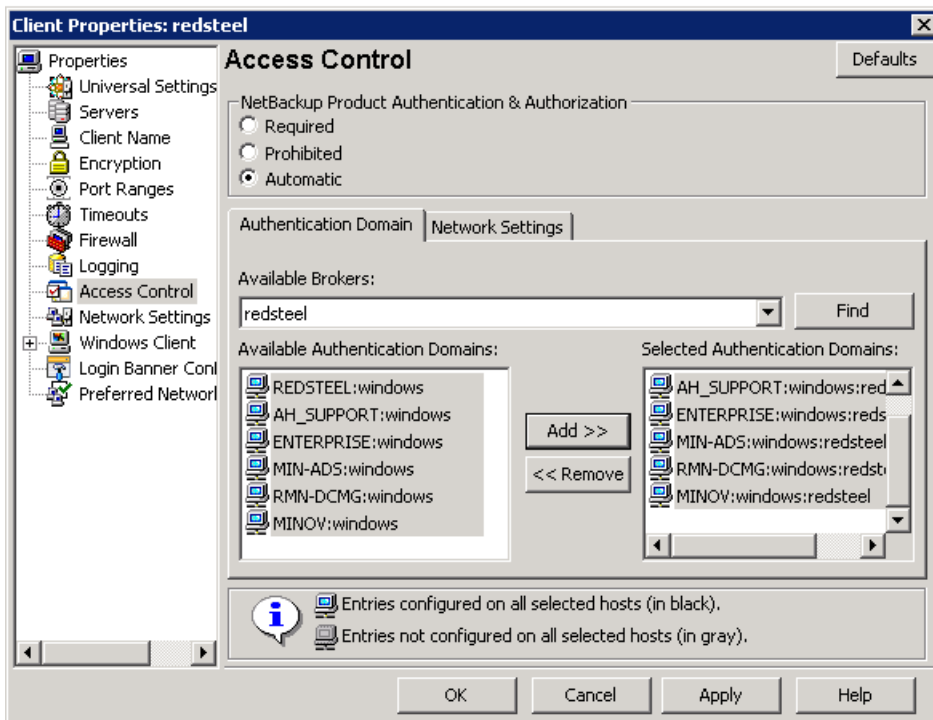 Client Properties: redsteel
Properties
Universal Settings
Servers
Client Name
Encryption
Port Ranges
Timeouts
Firewall
Logging
Access Control
Network Settings
Windows Client
Login Banner Conf
Preferred Networl
Access Control
Defaults
NetBackup Product Authentication & Authorization
Required
Prohibited
Automatic
Authentication Domain
Network Settings
Available Brokers:
redsteel
Find
Available Authentication Domains:
REDSTEEL:windows
AH_SUPPORT:windows
ENTERPRISE:windows
MIN-ADS:windows
RMN-DCMG:windows
MINOV:windows
Add >>
<< Remove
Selected Authentication Domains:
AH_SUPPORT:windows:red
ENTERPRISE:windows:reds
MIN-ADS:windows:redsteel
RMN-DCMG:windows:redst
MINOV:windows:redsteel
Entries configured on all selected hosts (in black).
Entries not configured on all selected hosts (in gray).
OK
Cancel
Apply
Help